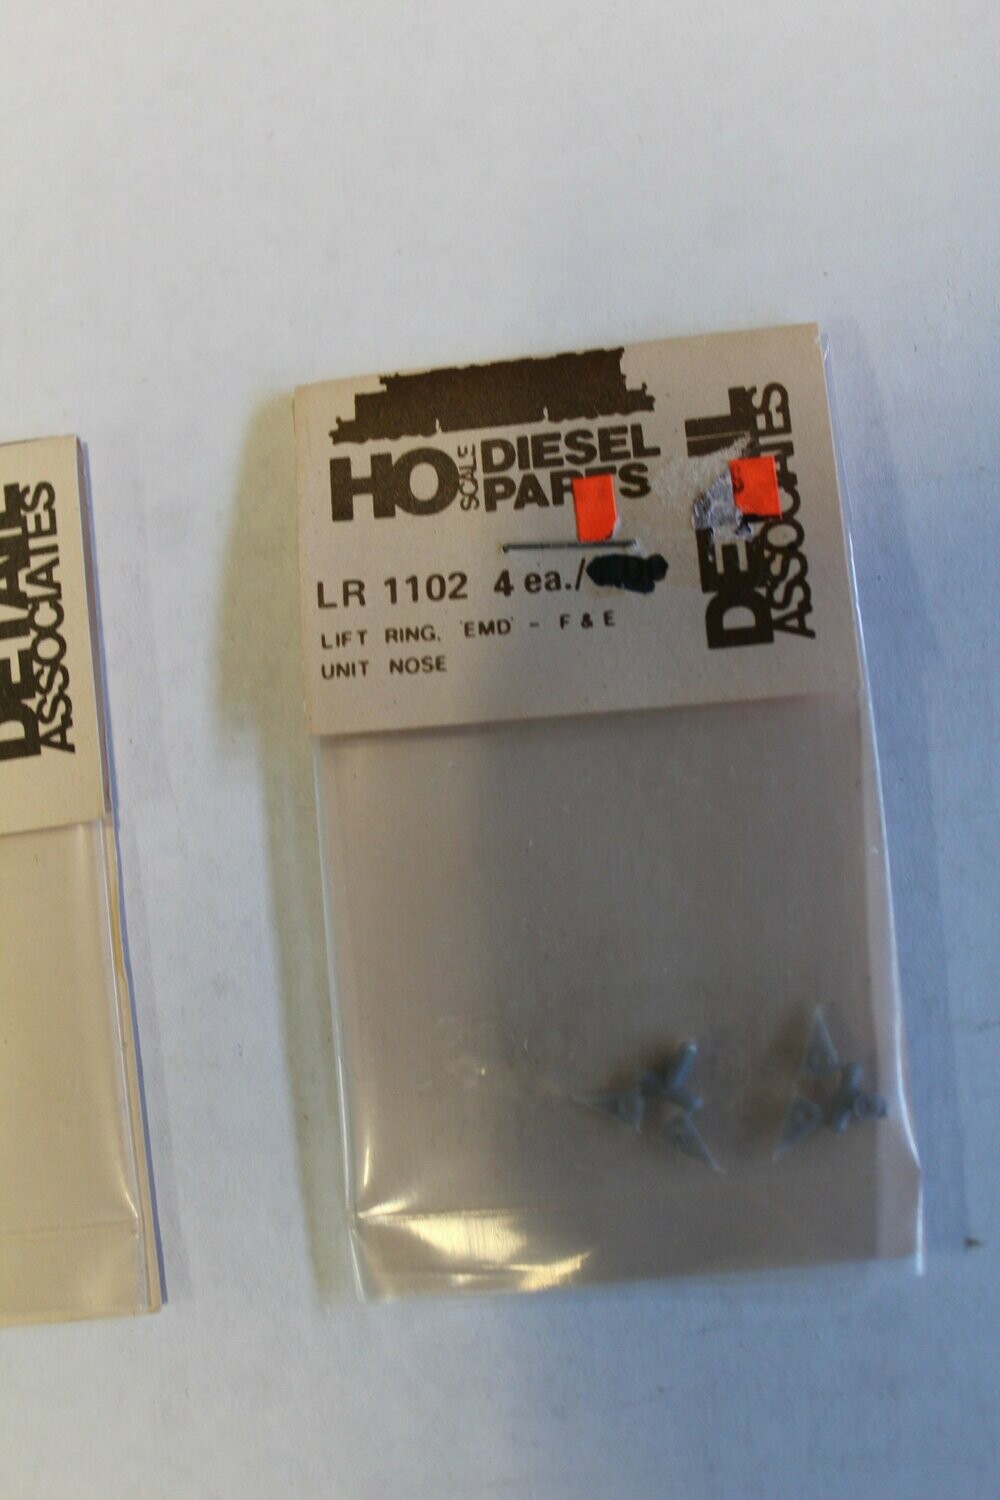 DETAIL
ASSOCIATES
HO SCALE DIESEL
PARTS
DETAIL
ASSOCIATES
LR 1102 4 ea./
LIFT RING, 'EMD' - F & E
UNIT NOSE